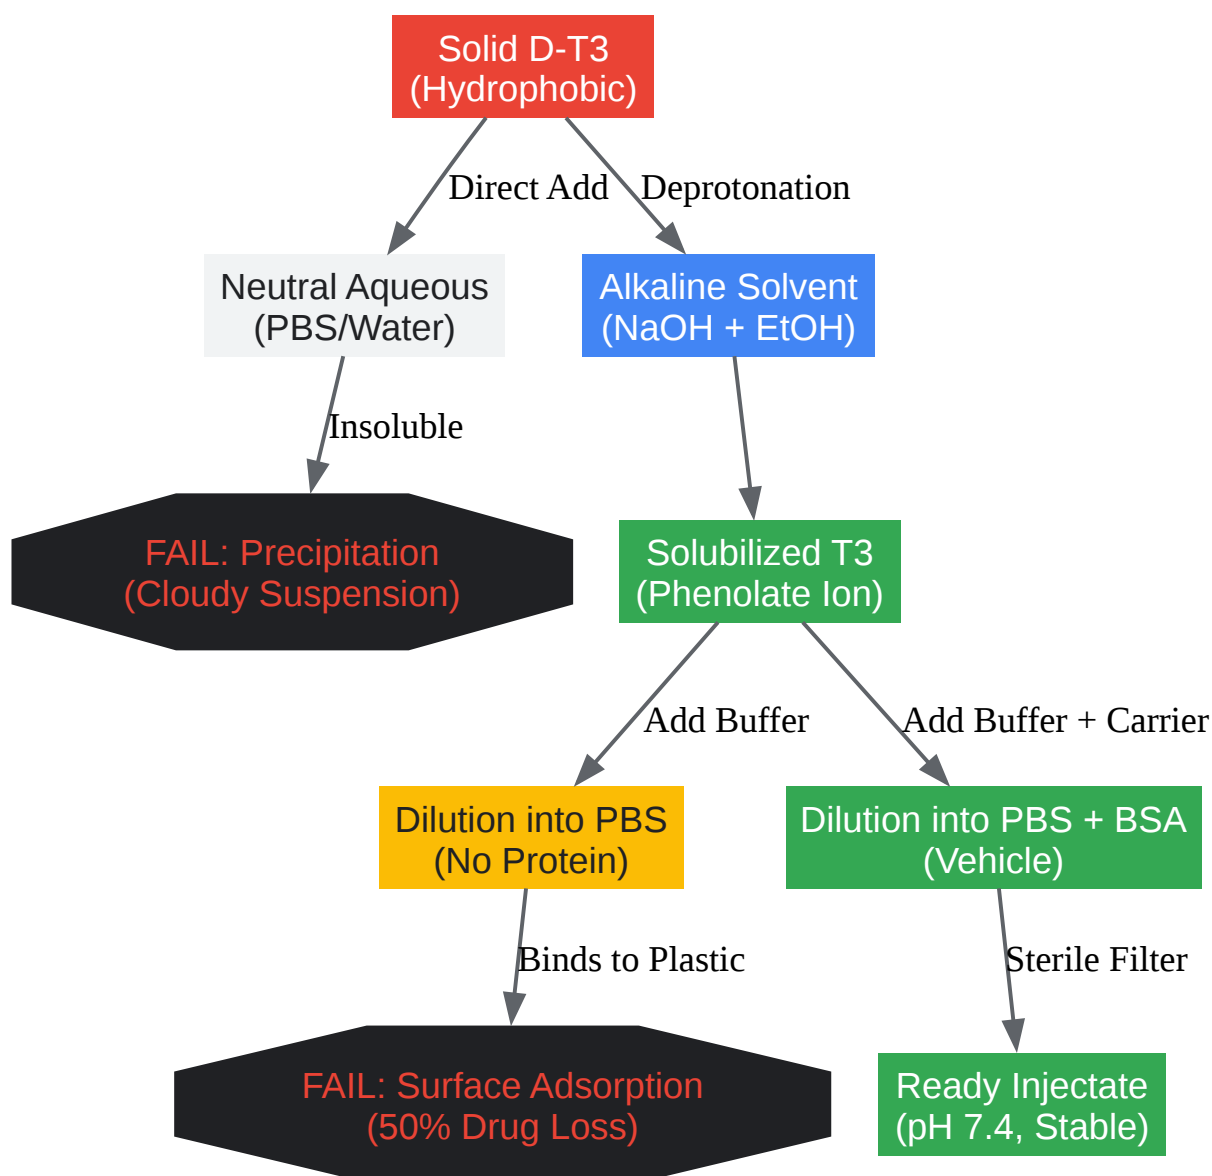 Solid D-T3
(Hydrophobic)
Direct Add
Deprotonation
Neutral Aqueous
(PBS/Water)
Alkaline Solvent
(NaOH + EtOH)
Insoluble
FAIL: Precipitation
(Cloudy Suspension)
Solubilized T3
(Phenolate Ion)
Add Buffer
Add Buffer + Carrier
Dilution into PBS
(No Protein)
Dilution into PBS + BSA
(Vehicle)
Binds to Plastic
Sterile Filter
FAIL: Surface Adsorption
(50% Drug Loss)
Ready Injectate
(pH 7.4, Stable)